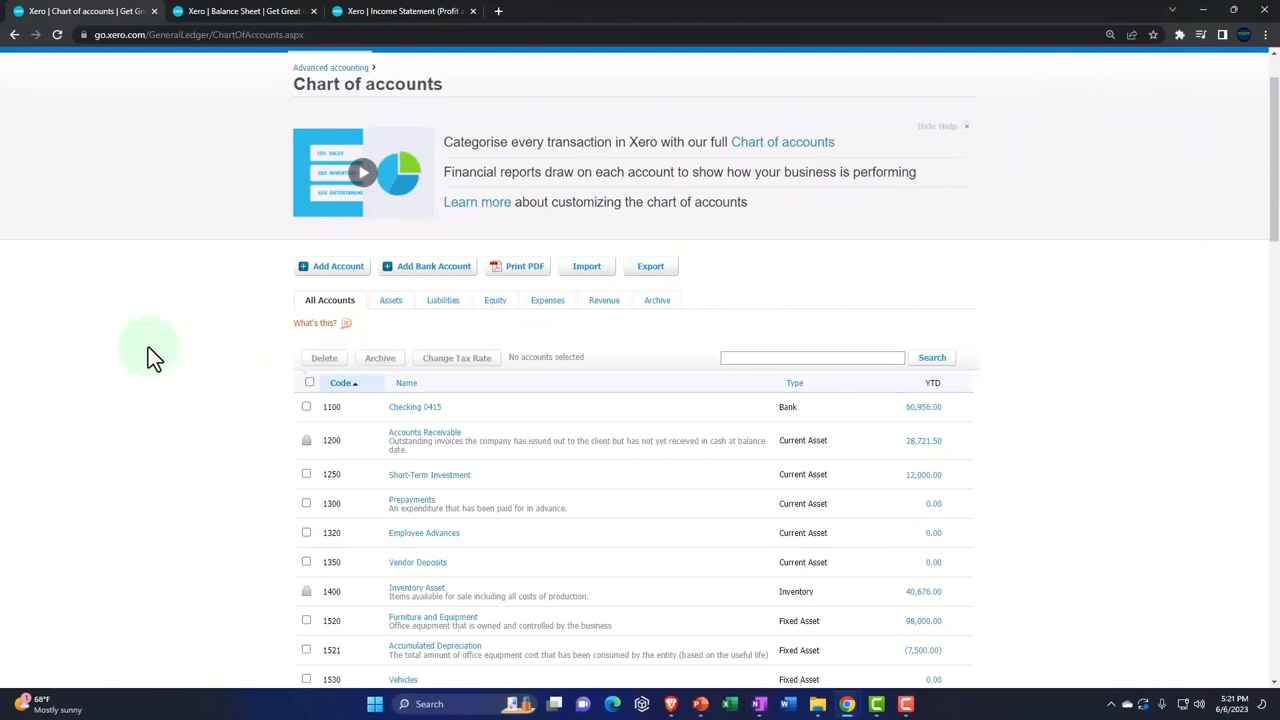 Xero | Chart of accounts | Get G
Xero | Balance Sheet | Get Great
Xero | Bank Statement (Profit |
go.xero.com/GeneralLedger/ChartOfAccounts.aspx
Advanced accounting ›
Chart of accounts
Hide Help ×
Categorise every transaction in Xero with our full Chart of accounts
Financial reports draw on each account to show how your business is performing
Learn more about customizing the chart of accounts
Add Account
Add Bank Account
Print PDF
Import
Export
All Accounts
Assets
Liabilities
Equity
Expenses
Revenue
Archive
What's this?
Delete
Archive
Change Tax Rate
No accounts selected
Search
Code Name Type YTD
1100 Checking 0415 Bank 60,956.00
1200 Accounts Receivable Current Asset 28,721.50
Outstanding invoices the company has issued out to the client but has not yet received in cash at balance
date.
1250 Short-Term Investment Current Asset 12,000.00
1300 Prepayments Current Asset 0.00
An expenditure that has been paid for in advance.
1320 Employee Advances Current Asset 0.00
1350 Vendor Deposits Current Asset 0.00
1400 Inventory Asset Inventory 40,676.00
Items available for sale including all costs of production.
1520 Furniture and Equipment Fixed Asset 98,000.00
Office equipment that is owned and controlled by the business
1521 Accumulated Depreciation Fixed Asset (7,500.00)
The total amount of office equipment cost that has been consumed by the entity (based on the useful life)
1530 Vehicles Fixed Asset 0.00
68°F
Mostly sunny
Search
5:21 PM
6/6/2023